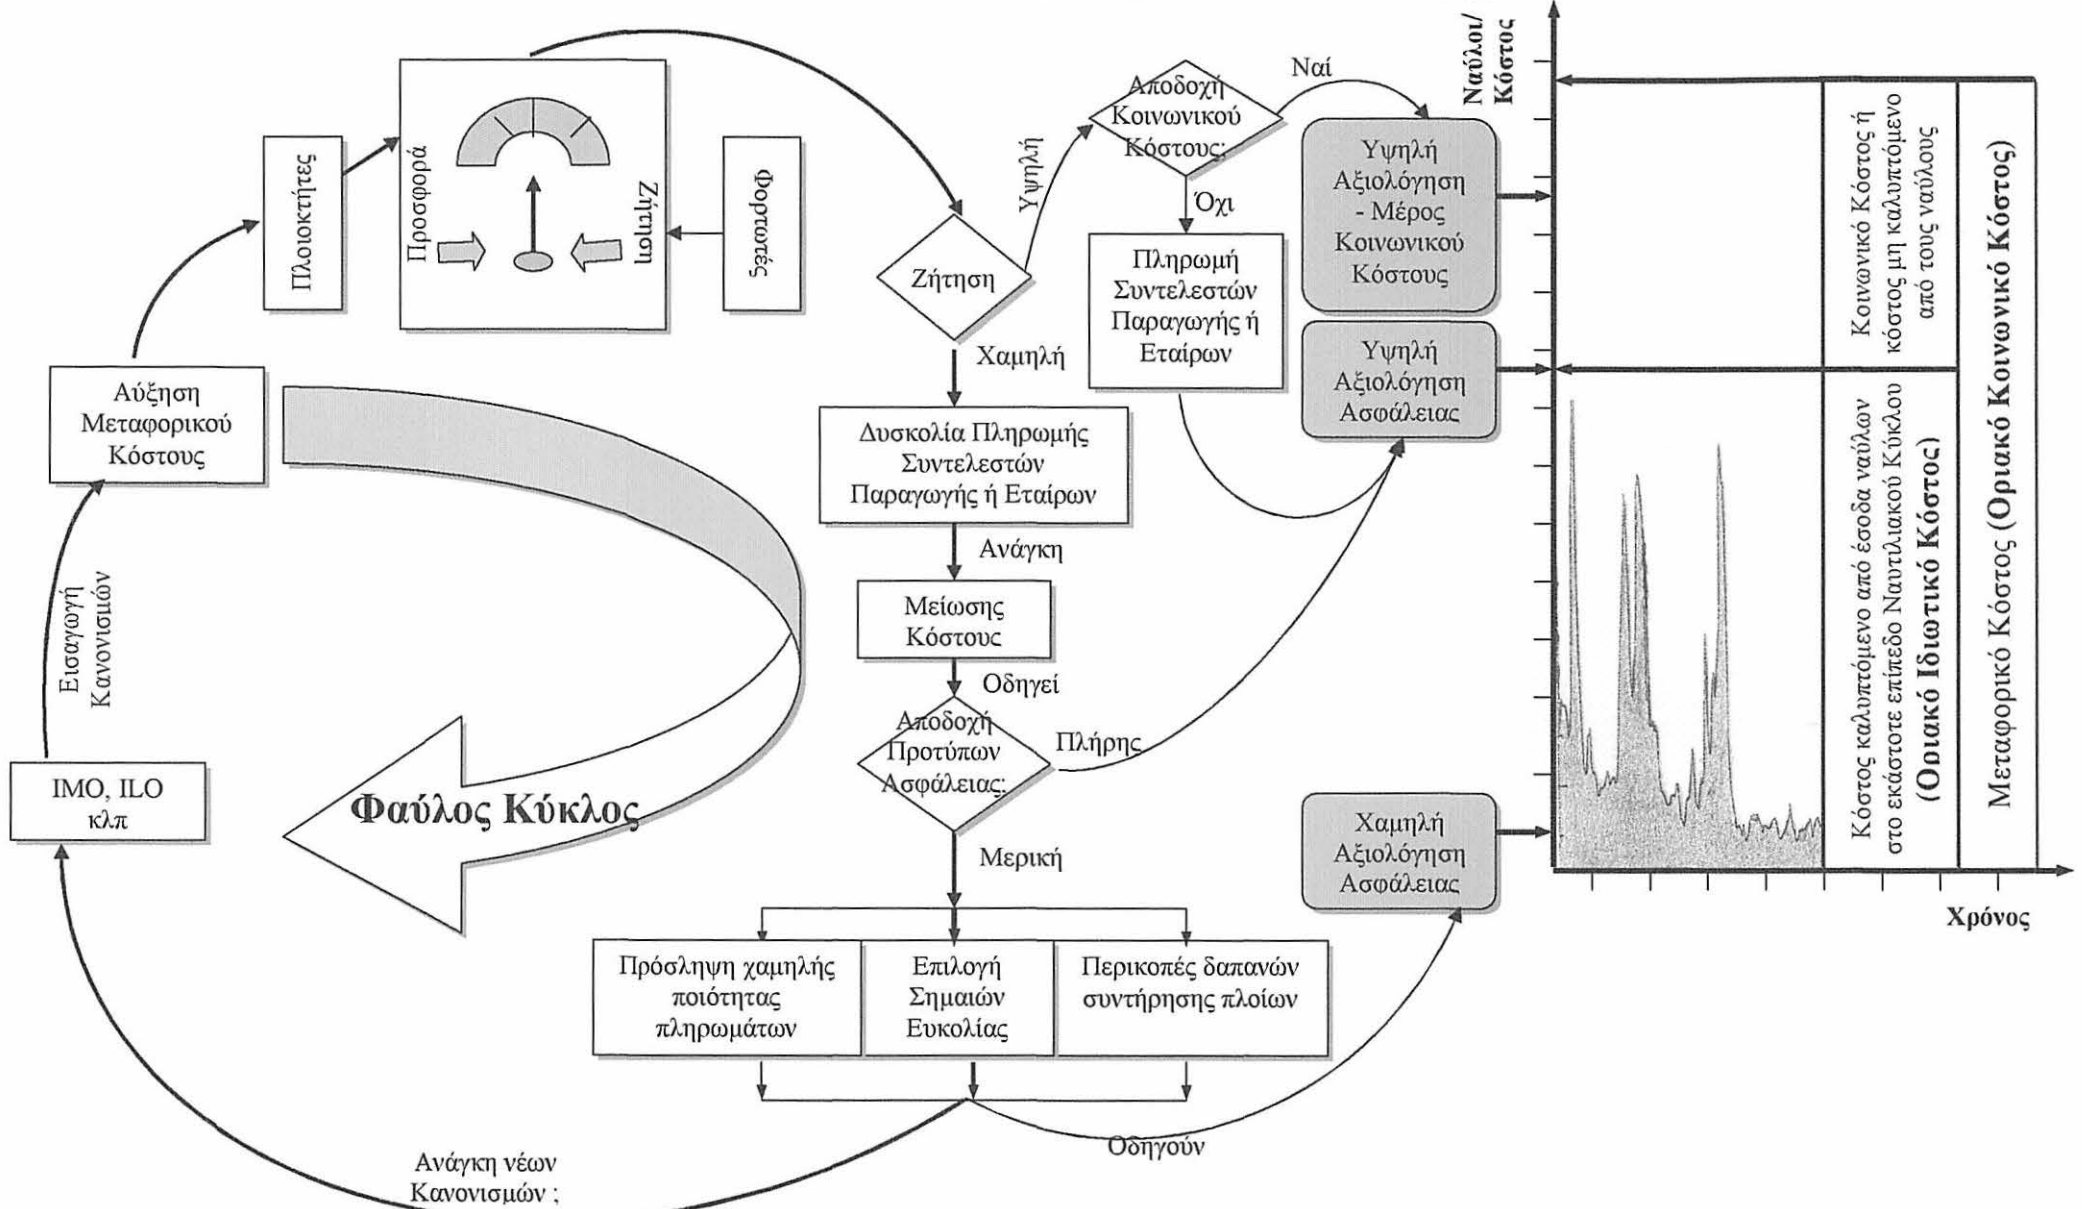 Πλοιοκτήτες
Προσφορά
Ζήτηση
Φορτωτές
Αύξηση
Μεταφορικού
Κόστους
Εισαγωγή
Κανονισμών
IMO, ILO
κλπ
Φαύλος Κύκλος
Ανάγκη νέων
Κανονισμών ;
Ζήτηση
Υψηλή
Αποδοχή
Κοινωνικού
Κόστους;
Ναί
Όχι
Πληρωμή
Συντελεστών
Παραγωγής ή
Εταίρων
Χαμηλή
Δυσκολία Πληρωμής
Συντελεστών
Παραγωγής ή Εταίρων
Ανάγκη
Μείωσης
Κόστους
Οδηγεί
Αποδοχή
Προτύπων
Ασφάλειας;
Πλήρης
Μερική
Πρόσληψη χαμηλής
ποιότητας
πληρωμάτων
Επιλογή
Σημαιών
Ευκολίας
Περικοπές δαπανών
συντήρησης πλοίων
Οδηγούν
Υψηλή
Αξιολόγηση
- Μέρος
Κοινωνικού
Κόστους
Υψηλή
Αξιολόγηση
Ασφάλειας
Χαμηλή
Αξιολόγηση
Ασφάλειας
Ναύλοι/
Κόστος
Κοινωνικό Κόστος ή
κόστος μη καλυπτόμενο
από τους ναύλους
Κόστος καλυπτόμενο από έσοδα ναύλων
στο εκάστοτε επίπεδο Ναυτιλιακού Κύκλου
(Οριακό Ιδιωτικό Κόστος)
Μεταφορικό Κόστος (Οριακό Κοινωνικό Κόστος)
Χρόνος